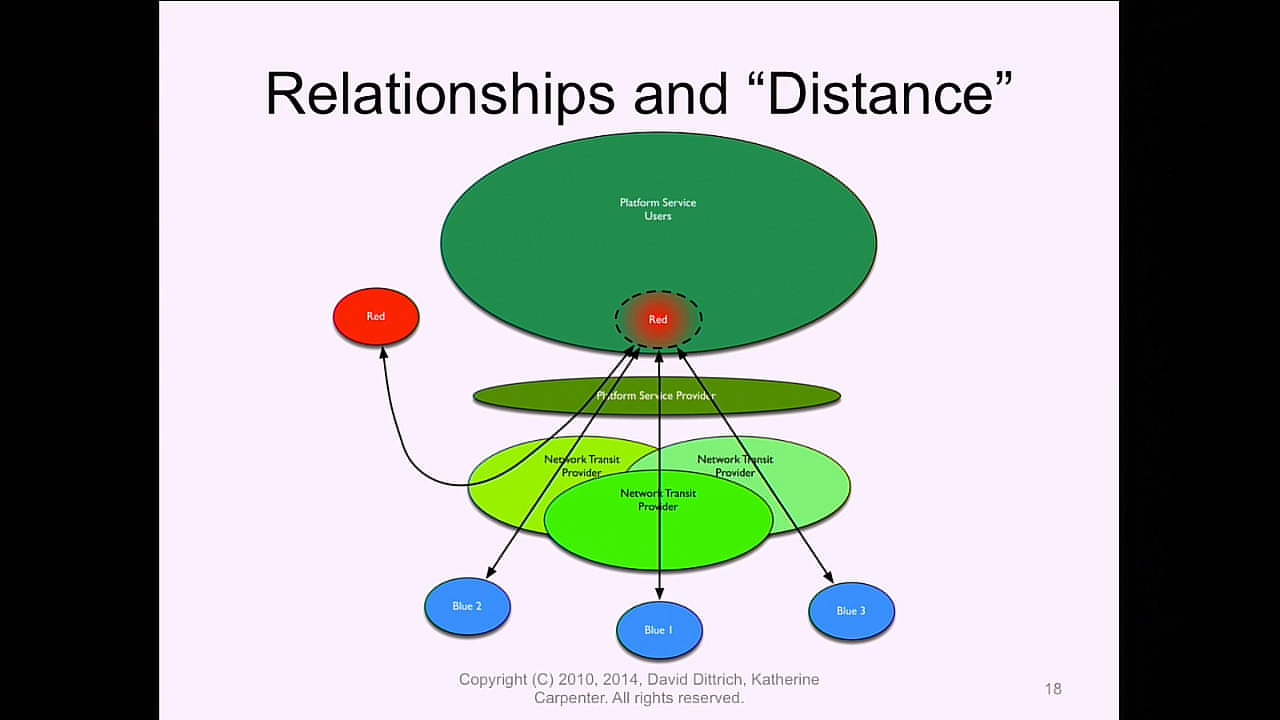 Relationships and “Distance”
Platform Service
Users
Red
Red
Platform Service Provider
Network Transit
Provider
Network Transit
Provider
Network Transit
Provider
Blue 2
Blue 1
Blue 3
Copyright (C) 2010, 2014, David Dittrich, Katherine
Carpenter. All rights reserved.
18